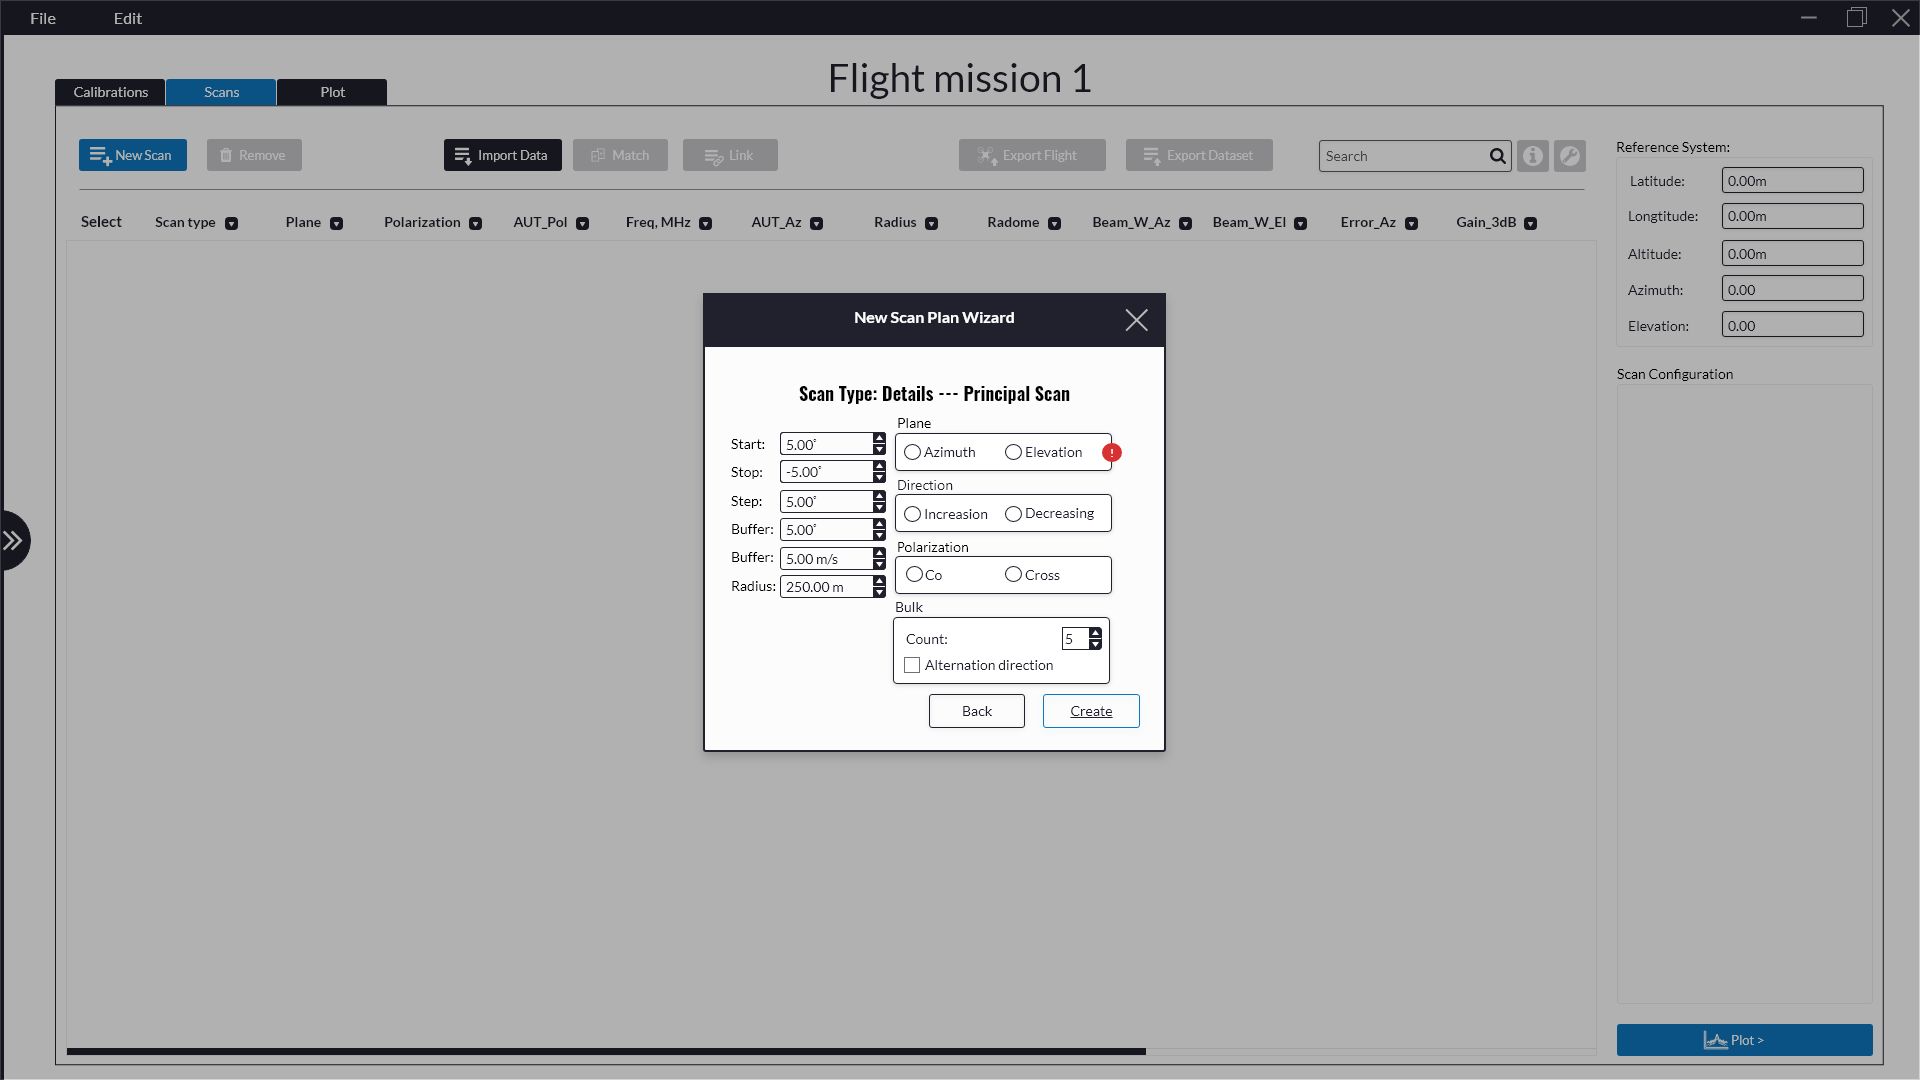 File Edit
Flight mission 1
Calibrations Scans Plot
New Scan Remove Import Data Match Link Export Flight Export Dataset Search
Select Scan type Plane Polarization AUT_Pol Freq, MHz AUT_Az Radius Radome Beam_W_Az Beam_W_El Error_Az Gain_3dB
Reference System:
Latitude: 0.00m
Longtitude: 0.00m
Altitude: 0.00m
Azimuth: 0.00
Elevation: 0.00
Scan Configuration
New Scan Plan Wizard
Scan Type: Details --- Principal Scan
Start: 5.00°
Stop: -5.00°
Step: 5.00°
Buffer: 5.00°
Buffer: 5.00 m/s
Radius: 250.00 m
Plane
Azimuth Elevation !
Direction
Increasion Decreasing
Polarization
Co Cross
Bulk
Count: 5
Alternation direction
Back Create
Plot >